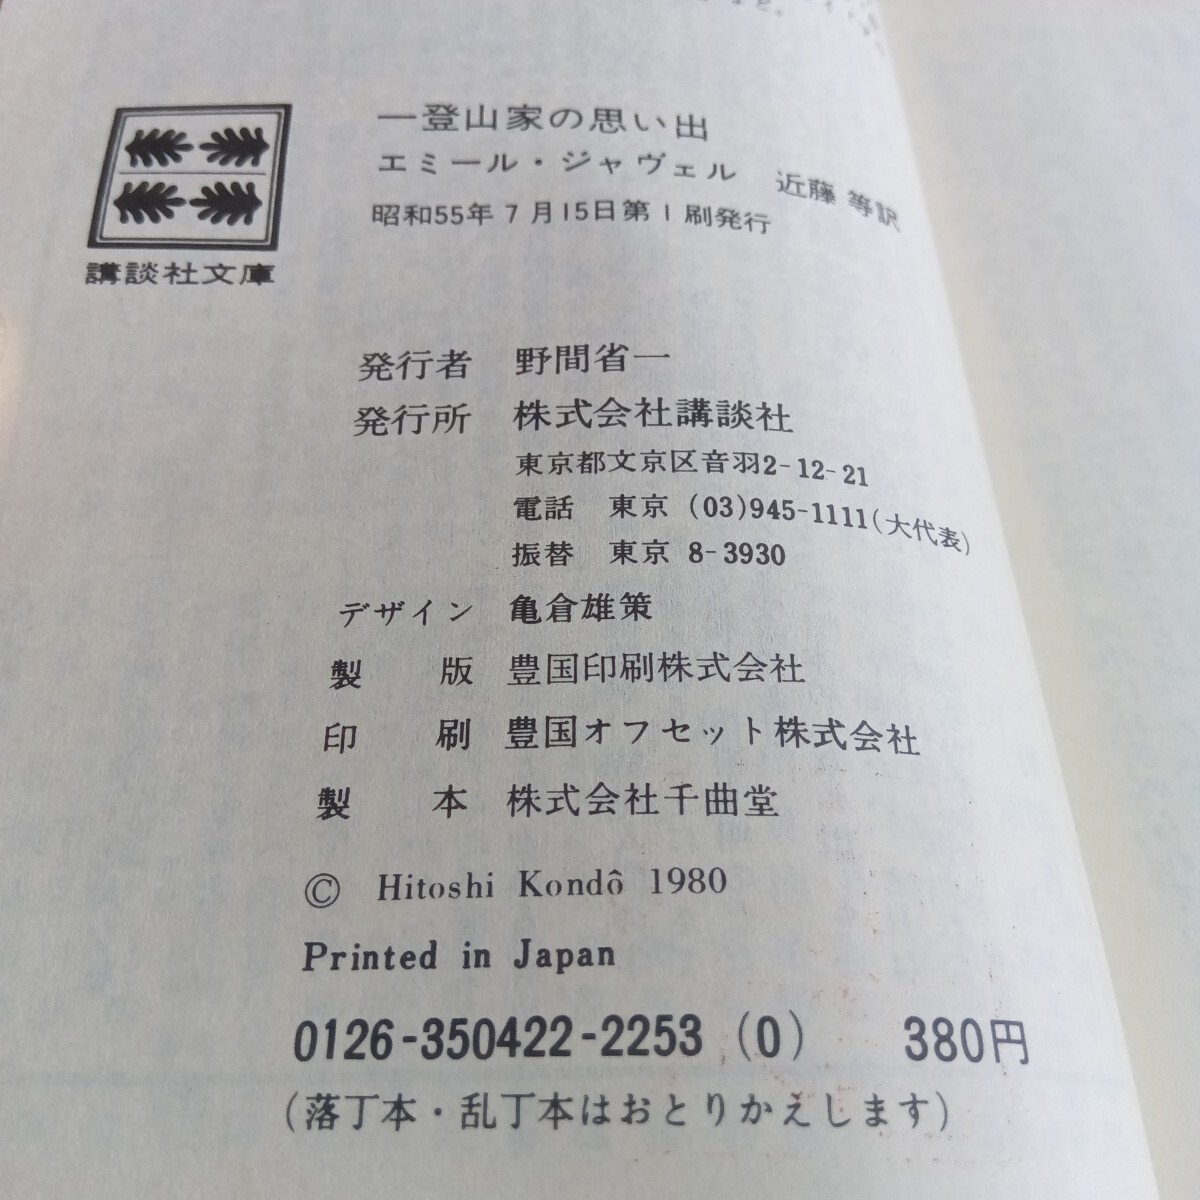 一登山家の思い出
エミール・ジャヴェル　近藤 等訳
昭和55年7月15日第1刷発行
講談社文庫
発行者　野間省一
発行所　株式会社講談社
東京都文京区音羽2-12-21
電話　東京 (03)945-1111(大代表)
振替　東京 8-3930
デザイン　亀倉雄策
製　版　豊国印刷株式会社
印　刷　豊国オフセット株式会社
製　本　株式会社千曲堂
© Hitoshi Kondô 1980
Printed in Japan
0126-350422-2253 (0)　380円
(落丁本・乱丁本はおとりかえします)